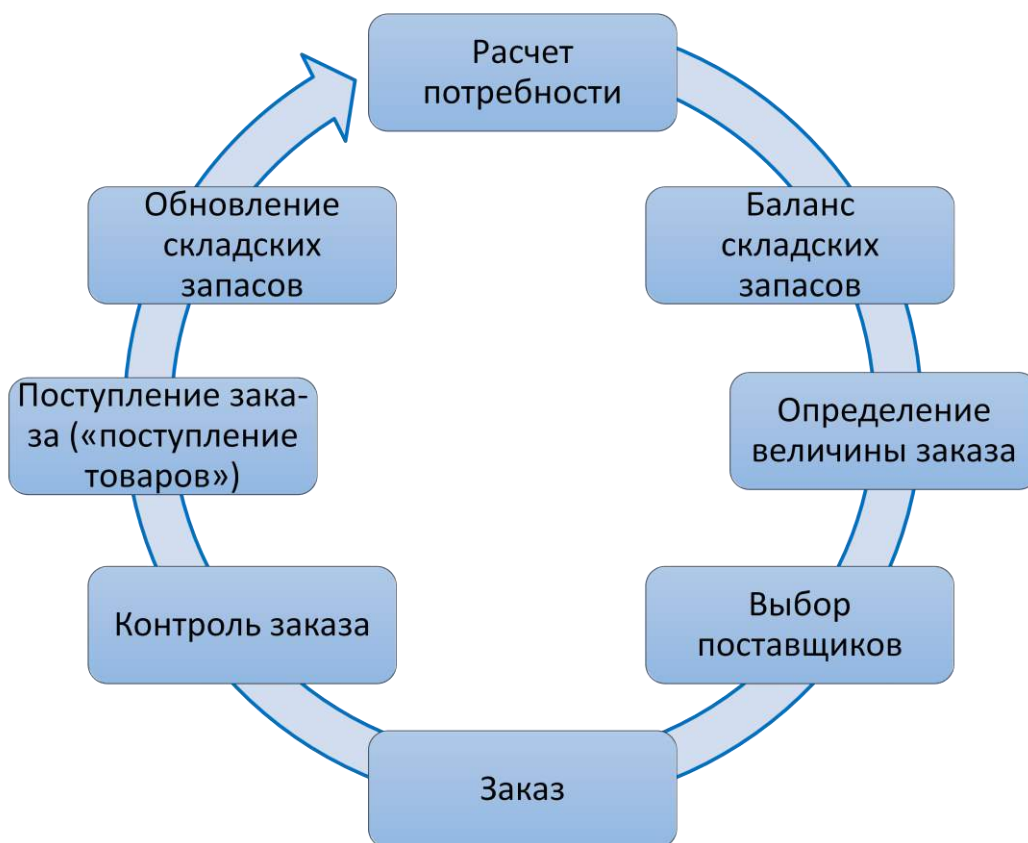 Расчет
потребности
Баланс
складских
запасов
Определение
величины заказа
Выбор
поставщиков
Заказ
Контроль заказа
Поступление зака-
за («поступление
товаров»)
Обновление
складских
запасов